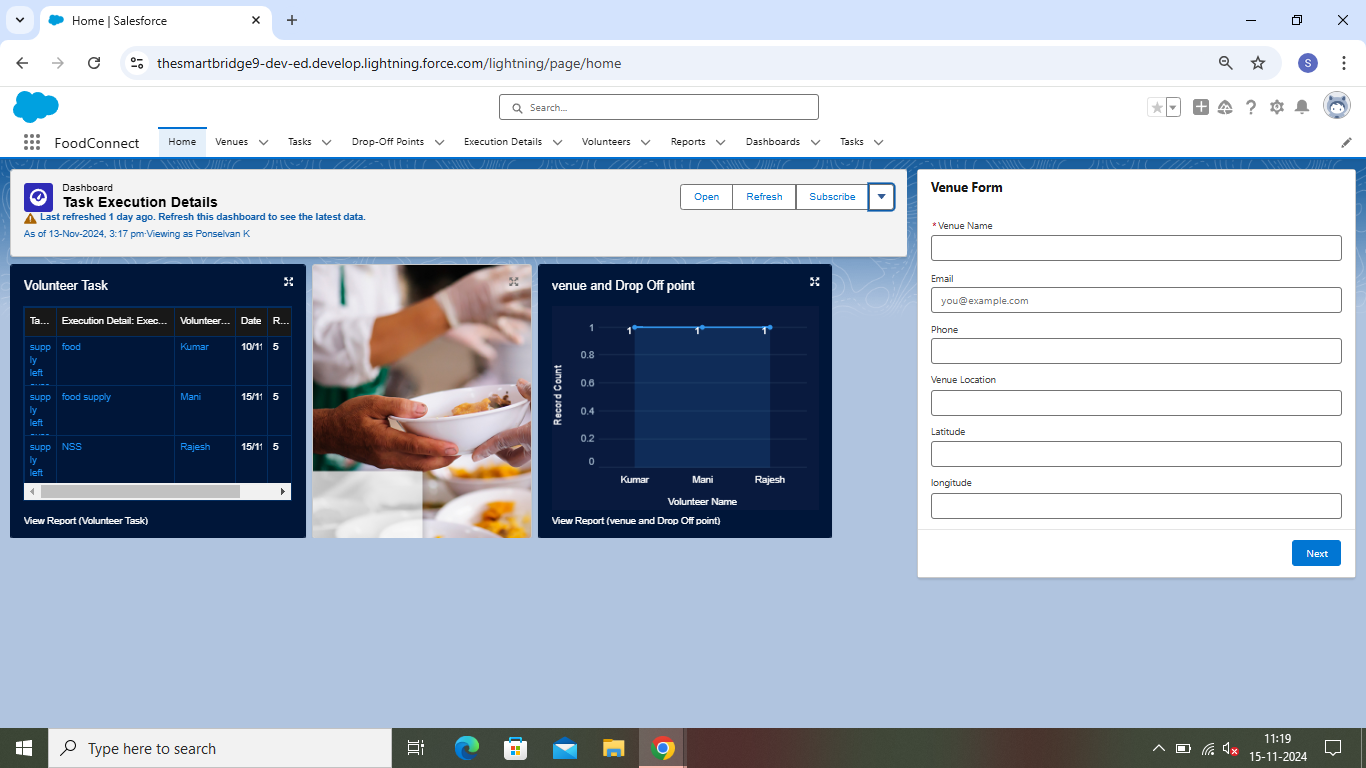 Home | Salesforce
thesmartbridge9-dev-ed.develop.lightning.force.com/lightning/page/home
S
Search...
FoodConnect
Home
Venues
Tasks
Drop-Off Points
Execution Details
Volunteers
Reports
Dashboards
Tasks
Dashboard
Task Execution Details
Last refreshed 1 day ago. Refresh this dashboard to see the latest data.
As of 13-Nov-2024, 3:17 pm·Viewing as Ponselvan K
Open
Refresh
Subscribe
Volunteer Task
Ta... Execution Detail: Exec... Volunteer... Date R...
supply left food Kumar 10/11 5
supply left food supply Mani 15/11 5
supply left NSS Rajesh 15/11 5
View Report (Volunteer Task)
venue and Drop Off point
Record Count
1
0.8
0.6
0.4
0.2
0
1 1 1
Kumar Mani Rajesh
Volunteer Name
View Report (venue and Drop Off point)
Venue Form
* Venue Name
Email
you@example.com
Phone
Venue Location
Latitude
longitude
Next
Type here to search
11:19
15-11-2024